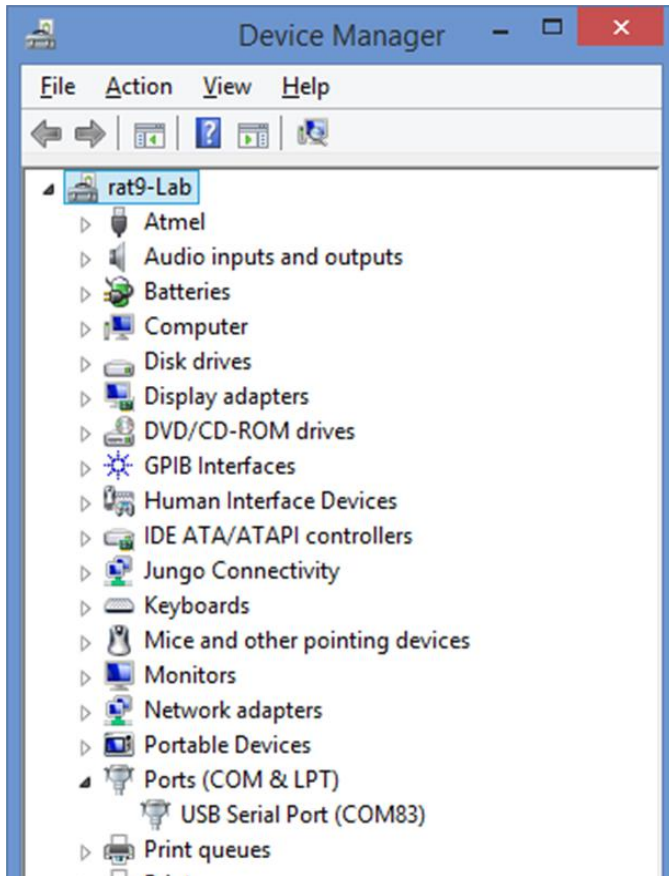 Device Manager
File Action View Help
rat9-Lab
Atmel
Audio inputs and outputs
Batteries
Computer
Disk drives
Display adapters
DVD/CD-ROM drives
GPIB Interfaces
Human Interface Devices
IDE ATA/ATAPI controllers
Jungo Connectivity
Keyboards
Mice and other pointing devices
Monitors
Network adapters
Portable Devices
Ports (COM & LPT)
USB Serial Port (COM83)
Print queues